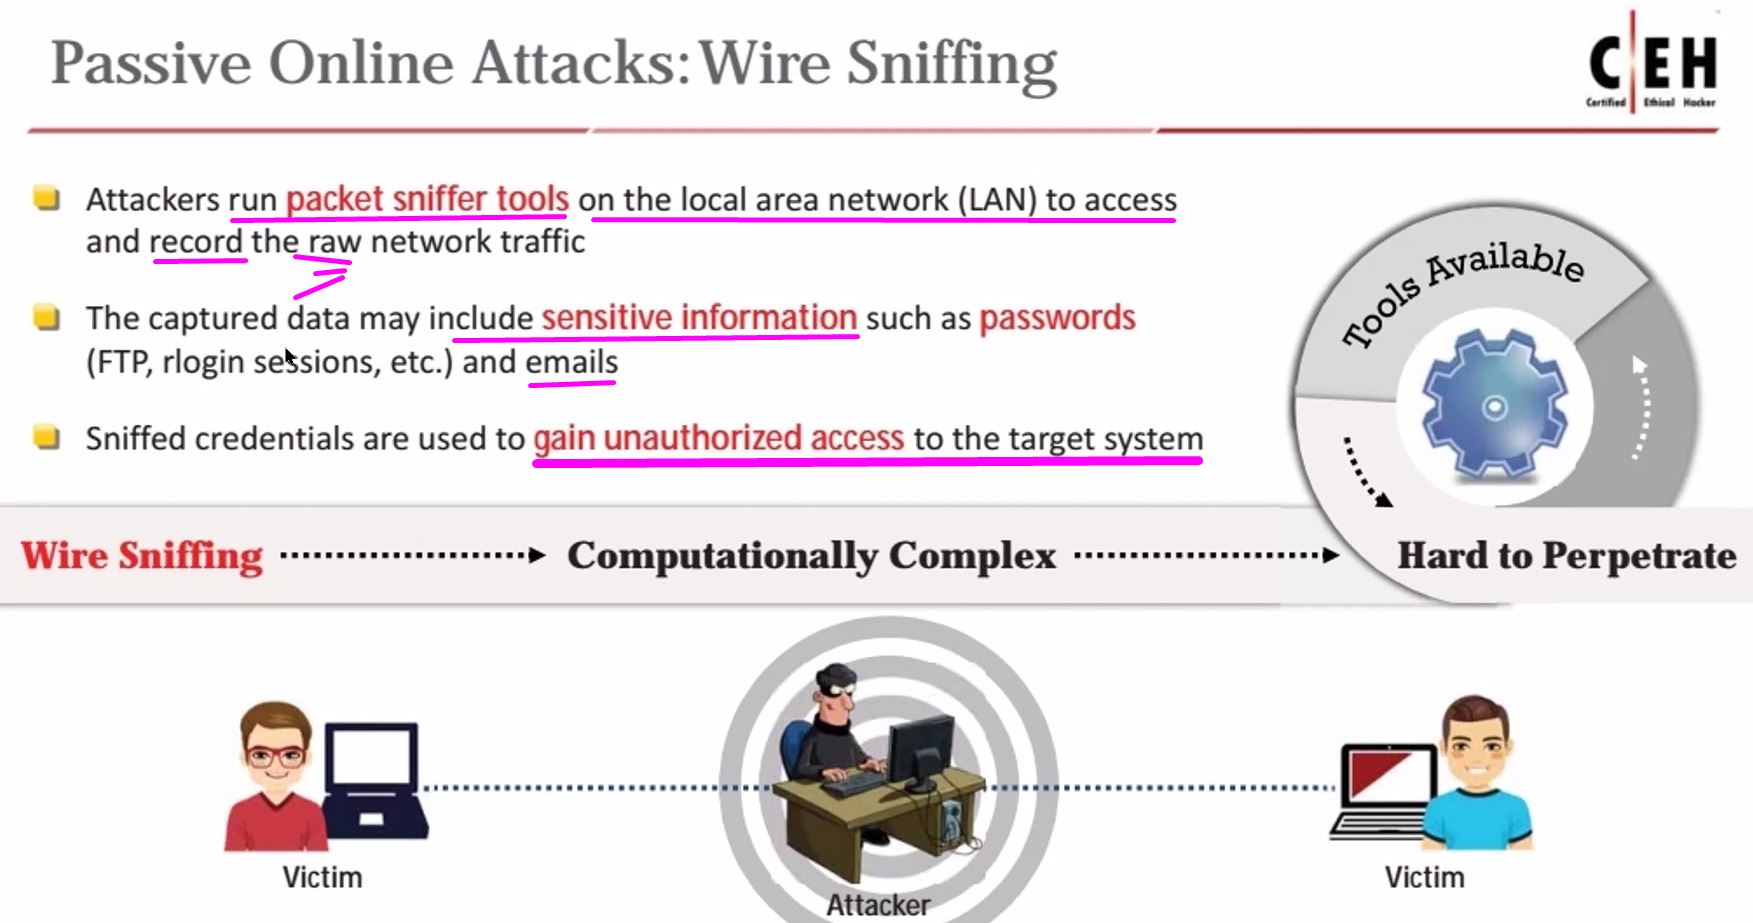 Passive Online Attacks: Wire Sniffing
C|EH
Certified Ethical Hacker
Attackers run packet sniffer tools on the local area network (LAN) to access
and record the raw network traffic
The captured data may include sensitive information such as passwords
(FTP, rlogin sessions, etc.) and emails
Sniffed credentials are used to gain unauthorized access to the target system
Tools Available
Wire Sniffing
Computationally Complex
Hard to Perpetrate
Victim
Attacker
Victim